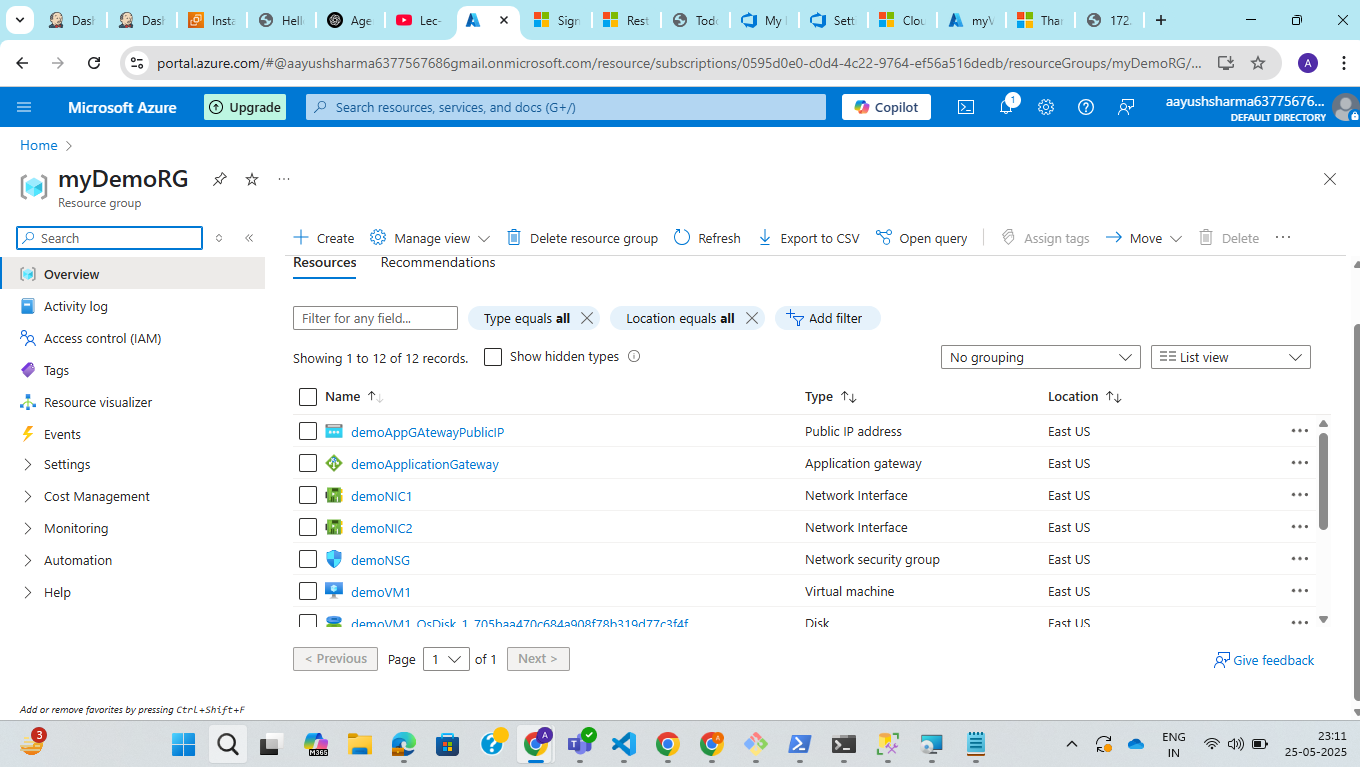 Dash
Dash
Insta
Hello
Age
Lec-
Sign
Rest
Todo
My
Sett
Clou
myV
Than
172.
portal.azure.com/#@aayushsharma6377567686gmail.onmicrosoft.com/resource/subscriptions/0595d0e0-c0d4-4c22-9764-ef56a516dedb/resourceGroups/myDemoRG/...
A
Microsoft Azure
Upgrade
Search resources, services, and docs (G+/)
Copilot
1
aayushsharma63775676...
DEFAULT DIRECTORY
Home
myDemoRG
Resource group
Search
Create
Manage view
Delete resource group
Refresh
Export to CSV
Open query
Assign tags
Move
Delete
Overview
Activity log
Access control (IAM)
Tags
Resource visualizer
Events
Settings
Cost Management
Monitoring
Automation
Help
Resources Recommendations
Filter for any field...
Type equals all
Location equals all
Add filter
Showing 1 to 12 of 12 records.
Show hidden types
No grouping
List view
Name Type Location
demoAppGAtewayPublicIP Public IP address East US
demoApplicationGateway Application gateway East US
demoNIC1 Network Interface East US
demoNIC2 Network Interface East US
demoNSG Network security group East US
demoVM1 Virtual machine East US
demoVM1_OsDisk_1_705baa470c684a908f78b319d77c3f4f Disk East US
< Previous Page 1 of 1 Next >
Give feedback
Add or remove favorites by pressing Ctrl+Shift+F
3
M365
A
ENG
IN
23:11
25-05-2025